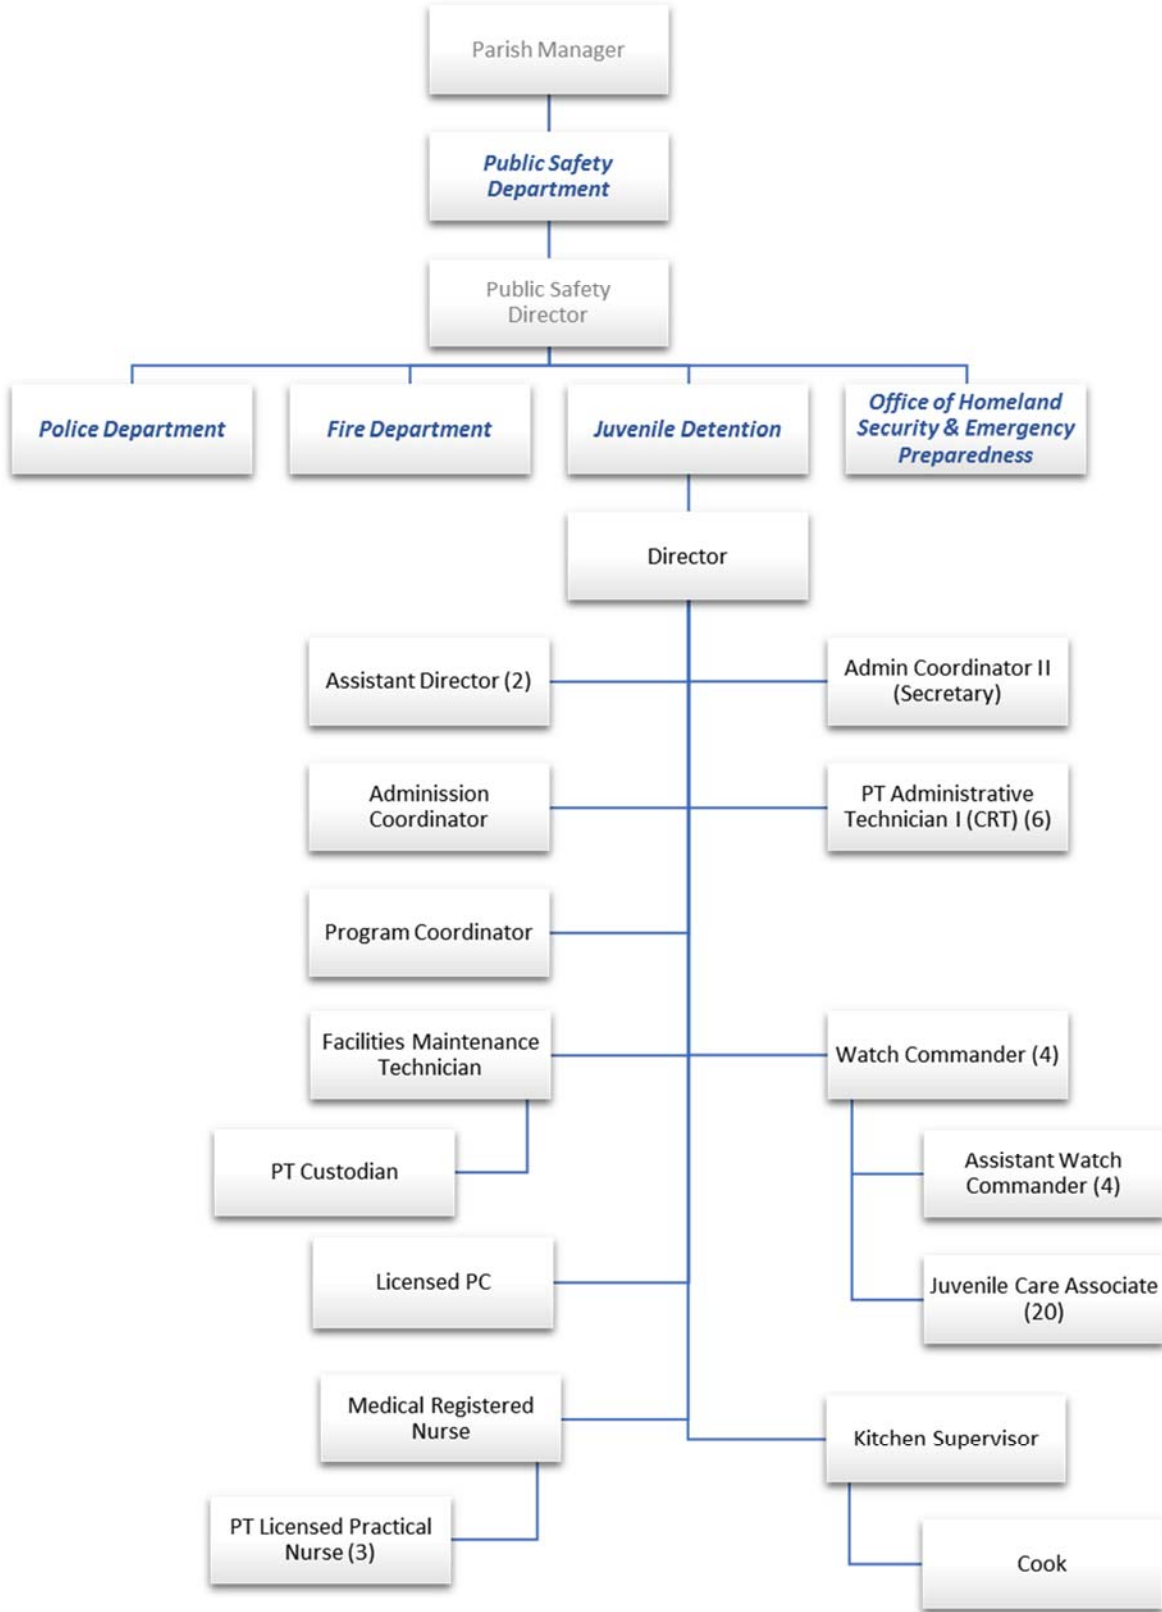 Parish Manager
Public Safety
Department
Public Safety
Director
Police Department
Fire Department
Juvenile Detention
Office of Homeland
Security & Emergency
Preparedness
Director
Assistant Director (2)
Admin Coordinator II
(Secretary)
Adminission
Coordinator
PT Administrative
Technician I (CRT) (6)
Program Coordinator
Facilities Maintenance
Technician
Watch Commander (4)
PT Custodian
Assistant Watch
Commander (4)
Licensed PC
Juvenile Care Associate
(20)
Medical Registered
Nurse
Kitchen Supervisor
PT Licensed Practical
Nurse (3)
Cook